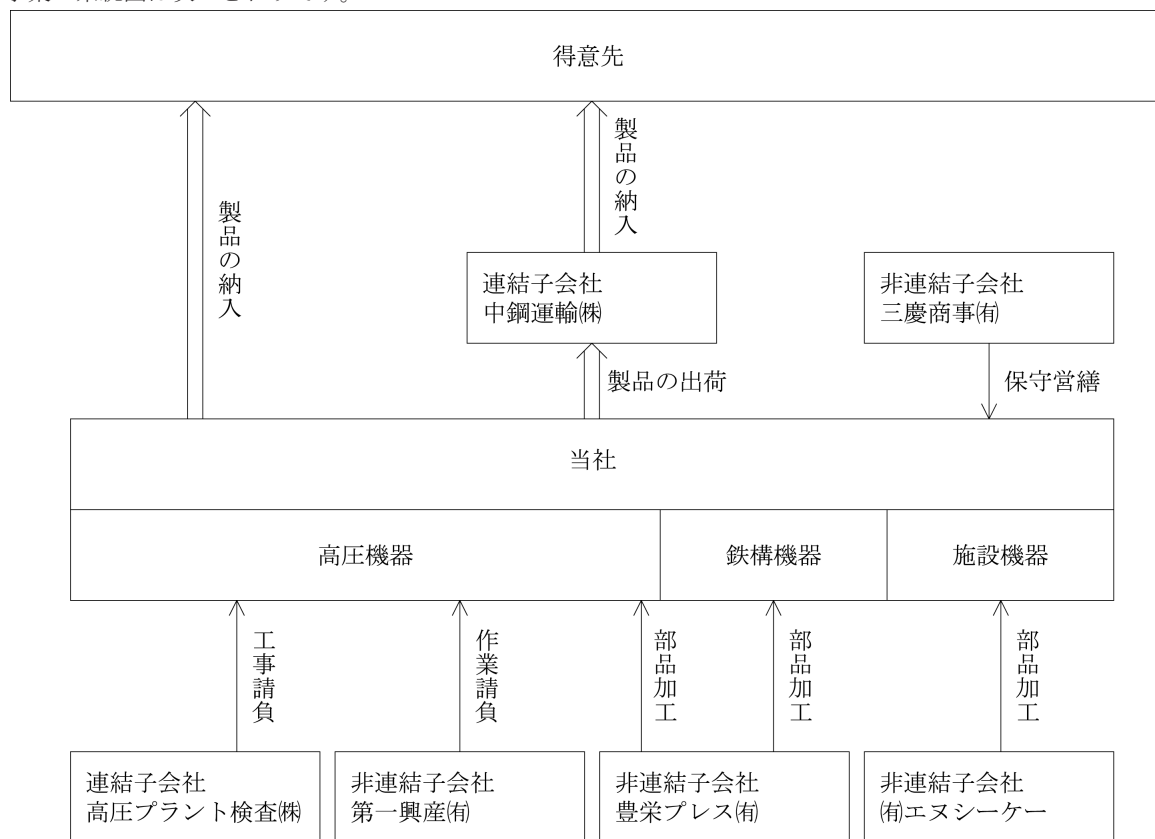 得意先
製品の納入
製品の納入
連結子会社
中鋼運輸㈱
非連結子会社
三慶商事㈲
製品の出荷
保守営繕
当社
高圧機器
鉄構機器
施設機器
工事請負
作業請負
部品加工
部品加工
部品加工
連結子会社
高圧プラント検査㈱
非連結子会社
第一興産㈲
非連結子会社
豊栄プレス㈲
非連結子会社
㈲エヌシーケー